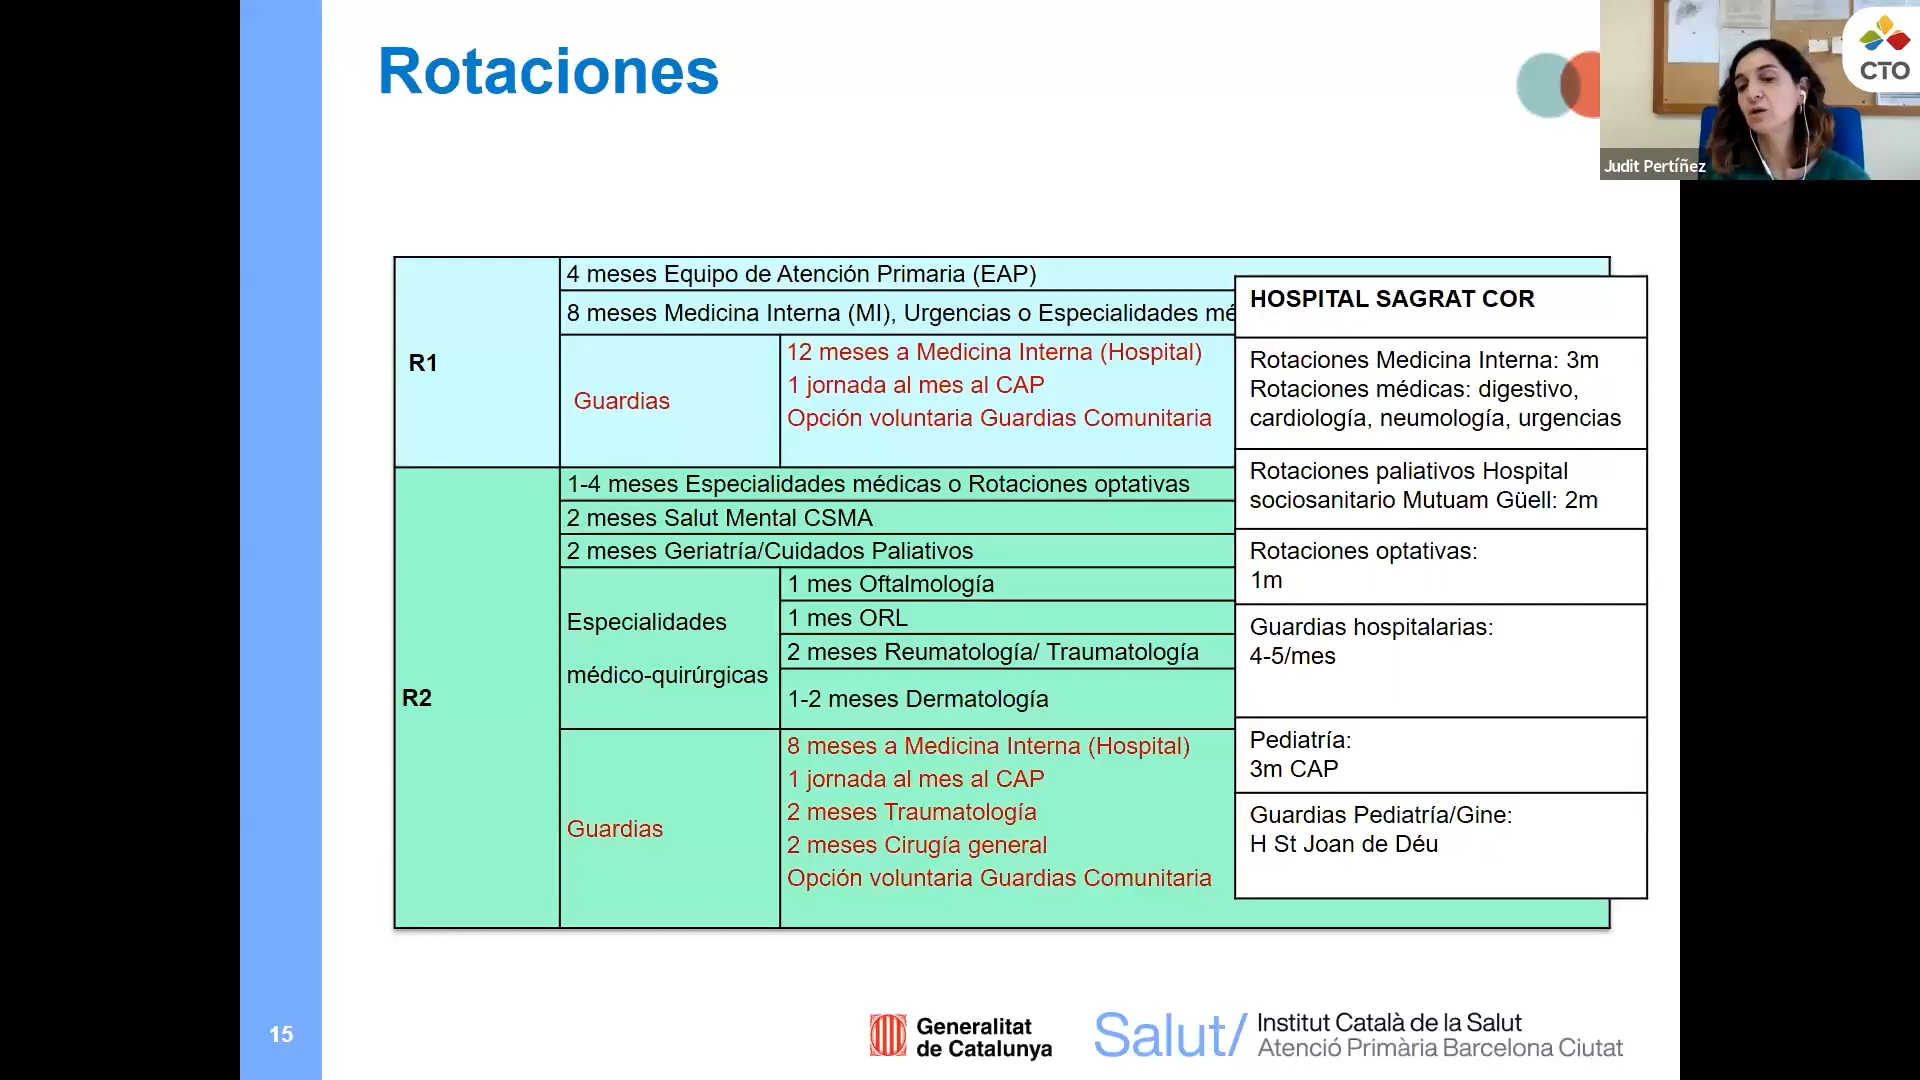 Rotaciones
CTO
Judit Pertíñez
R1
4 meses Equipo de Atención Primaria (EAP)
8 meses Medicina Interna (MI), Urgencias o Especialidades mé
Guardias
12 meses a Medicina Interna (Hospital)
1 jornada al mes al CAP
Opción voluntaria Guardias Comunitaria
R2
1-4 meses Especialidades médicas o Rotaciones optativas
2 meses Salut Mental CSMA
2 meses Geriatría/Cuidados Paliativos
Especialidades
médico-quirúrgicas
1 mes Oftalmología
1 mes ORL
2 meses Reumatología/ Traumatología
1-2 meses Dermatología
Guardias
8 meses a Medicina Interna (Hospital)
1 jornada al mes al CAP
2 meses Traumatología
2 meses Cirugía general
Opción voluntaria Guardias Comunitaria
HOSPITAL SAGRAT COR
Rotaciones Medicina Interna: 3m
Rotaciones médicas: digestivo,
cardiología, neumología, urgencias
Rotaciones paliativos Hospital
sociosanitario Mutuam Güell: 2m
Rotaciones optativas:
1m
Guardias hospitalarias:
4-5/mes
Pediatría:
3m CAP
Guardias Pediatría/Gine:
H St Joan de Déu
15
Generalitat
de Catalunya
Salut/
Institut Català de la Salut
Atenció Primària Barcelona Ciutat